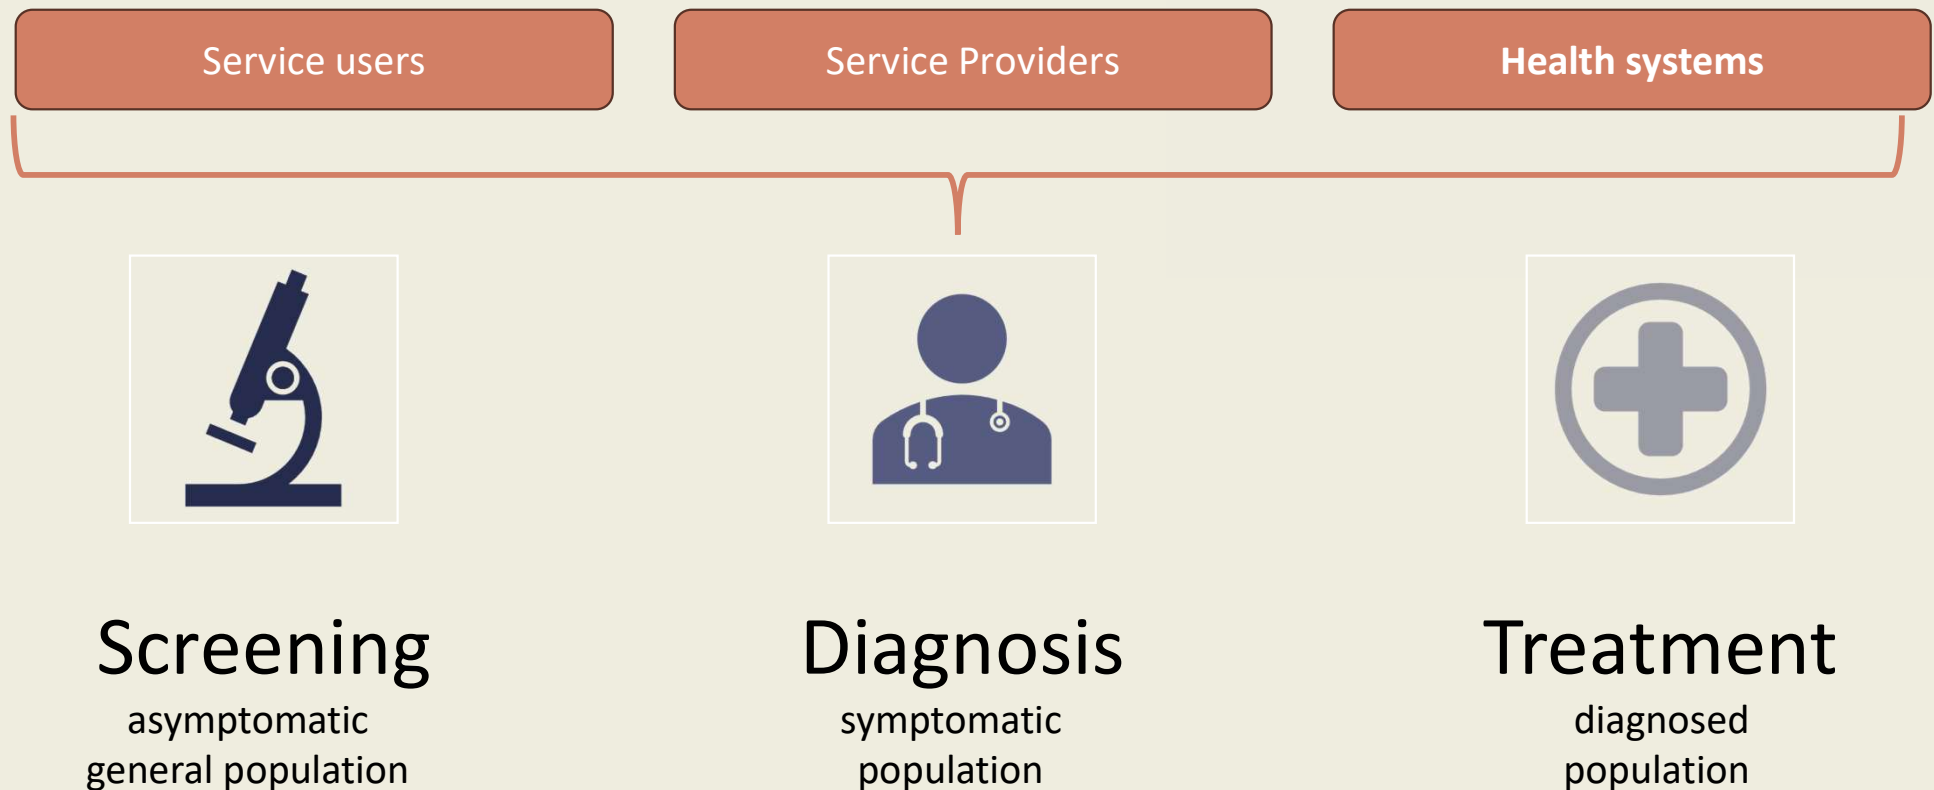 Service users
Service Providers
Health systems
Screening
asymptomatic
general population
Diagnosis
symptomatic
population
Treatment
diagnosed
population